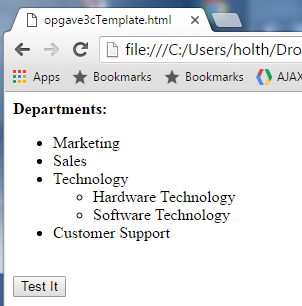 opgave3cTemplate.html
file:///C:/Users/holth/Dro
Apps Bookmarks Bookmarks AJAX
Departments:
Marketing
Sales
Technology
Hardware Technology
Software Technology
Customer Support
Test It